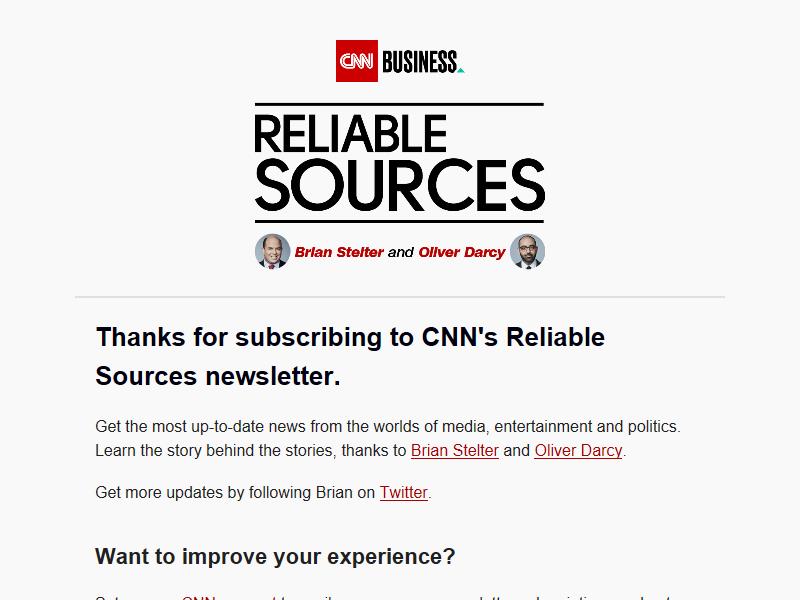 CNN BUSINESS
RELIABLE
SOURCES
Brian Stelter and Oliver Darcy
Thanks for subscribing to CNN's Reliable
Sources newsletter.
Get the most up-to-date news from the worlds of media, entertainment and politics.
Learn the story behind the stories, thanks to Brian Stelter and Oliver Darcy.
Get more updates by following Brian on Twitter.
Want to improve your experience?